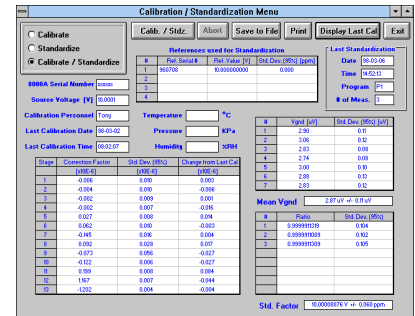 Calibration / Standardization Menu
Calibrate
Standardize
Calibrate / Standardize
Calib. / Stdz. Abort Save to File Print Display Last Cal Exit
References used for Standardization
# Ref. Serial # Ref. Value [V] Std. Dev. (95%) [ppm]
1 960708 10.000000000 0.000
2
3
4
Last Standardization
Date 98-03-06
Time 14:52:13
Program P1
# of Meas. 3
8000A Serial Number xxxxxx
Source Voltage [V] 10.0001
Calibration Personnel Tong
Last Calibration Date 98-03-02
Last Calibration Time 08:02:07
Temperature °C
Pressure KPa
Humidity %RH
# Vgnd [uV] Std. Dev. (95%) [uV]
1 2.90 0.11
2 3.06 0.12
3 2.83 0.08
4 2.74 0.08
5 3.00 0.10
6 2.88 0.13
7 2.83 0.12
Mean Vgnd 2.87 uV +/- 0.11 uV
Stage Correction Factor Std. Dev. (95%) Change from Last Cal
[x10E-6] [x10E-6] [x10E-6]
1 -0.006 0.010 0.003
2 -0.004 0.010 -0.006
3 -0.002 0.009 0.001
4 -0.002 0.007 -0.016
5 0.027 0.008 0.014
6 0.062 0.010 -0.003
7 -0.145 0.016 0.004
8 0.092 0.028 0.017
9 -0.073 0.056 -0.027
10 -0.122 0.006 -0.027
11 0.199 0.008 0.084
12 1.167 0.007 -0.044
13 -1.202 0.004 -0.004
# Ratio Std. Dev. (95%)
1 0.9999911319 0.104
2 0.9999911089 0.102
3 0.9999911309 0.105
Std. Factor 10.00008876 V +/- 0.060 ppm